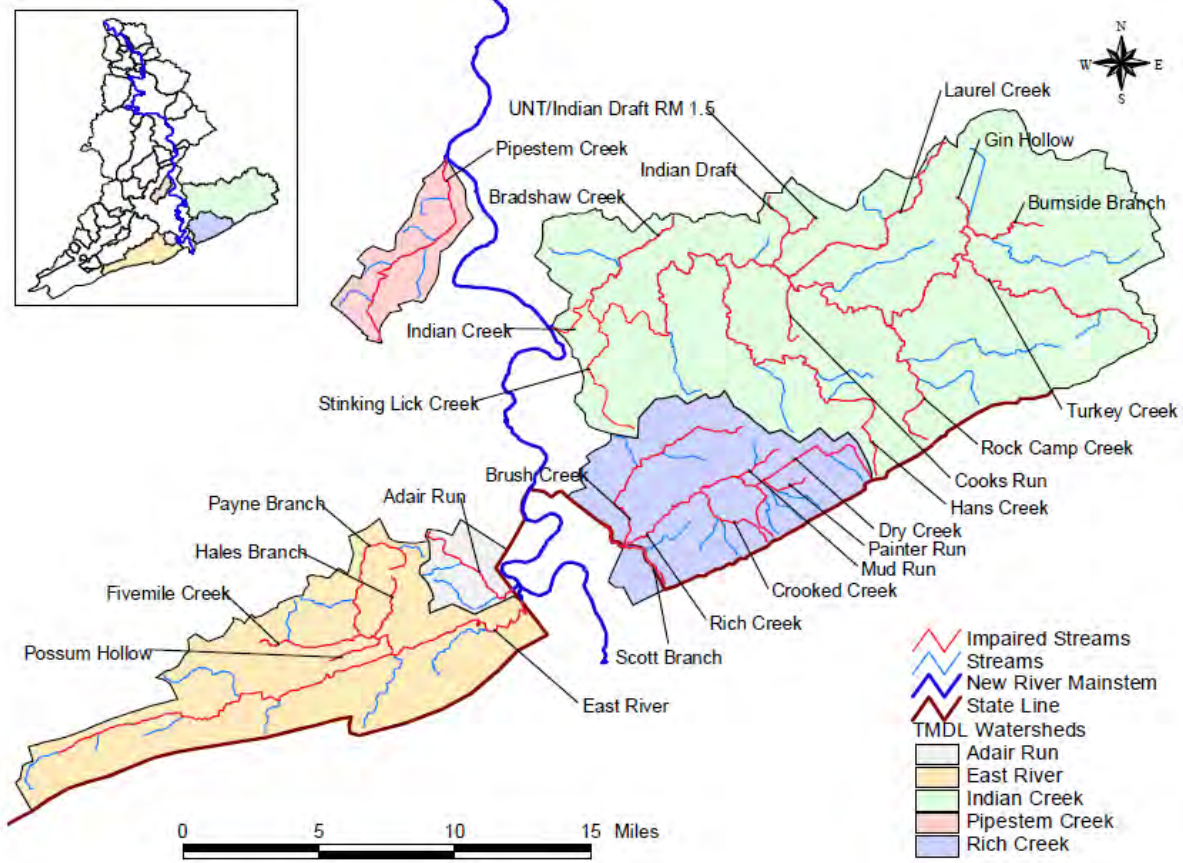 N
W E
S
Laurel Creek
UNT/Indian Draft RM 1.5
Gin Hollow
Pipestem Creek
Indian Draft
Bradshaw Creek
Burnside Branch
Indian Creek
Stinking Lick Creek
Turkey Creek
Rock Camp Creek
Brush Creek
Cooks Run
Adair Run
Payne Branch
Hans Creek
Dry Creek
Hales Branch
Painter Run
Mud Run
Fivemile Creek
Crooked Creek
Rich Creek
Possum Hollow
Scott Branch
East River
Impaired Streams
Streams
New River Mainstem
State Line
TMDL Watersheds
Adair Run
East River
Indian Creek
Pipestem Creek
Rich Creek
0 5 10 15 Miles